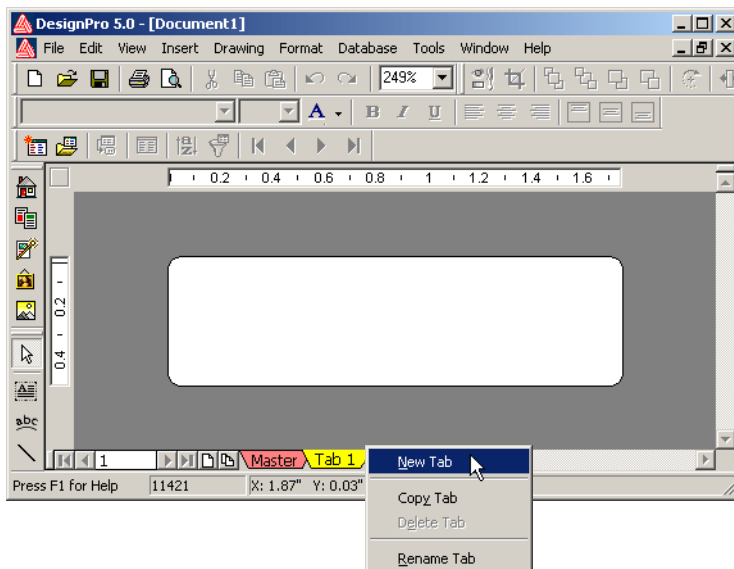 DesignPro 5.0 - [Document1]
File Edit View Insert Drawing Format Database Tools Window Help
249%
A B I U
0.2 0.4 0.6 0.8 1 1.2 1.4 1.6
0.2
0.4
A
abc
1 Master Tab 1
New Tab
Copy Tab
Delete Tab
Rename Tab
Press F1 for Help 11421 X: 1.87" Y: 0.03"